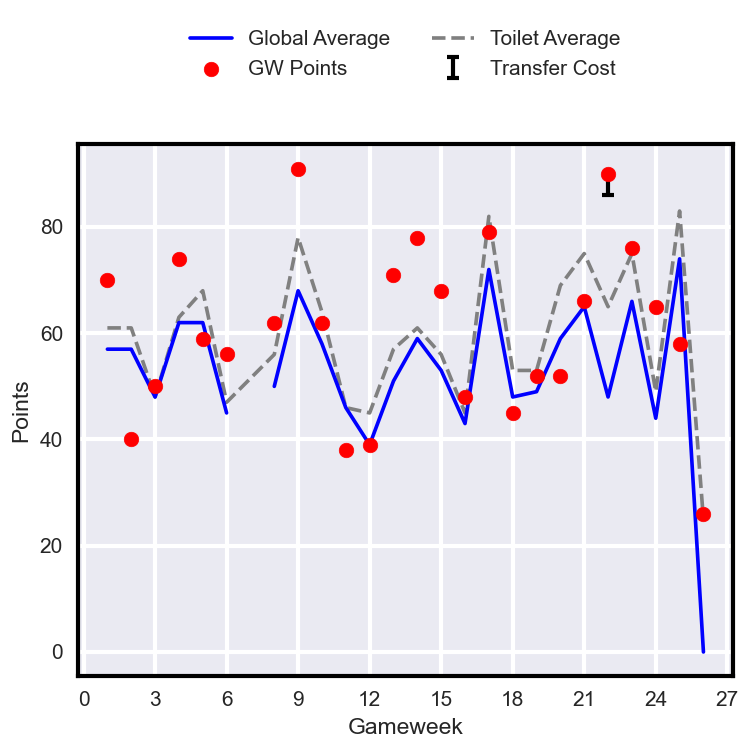 Global Average Toilet Average
GW Points Transfer Cost
80
60
40
20
0
0 3 6 9 12 15 18 21 24 27
Points
Gameweek